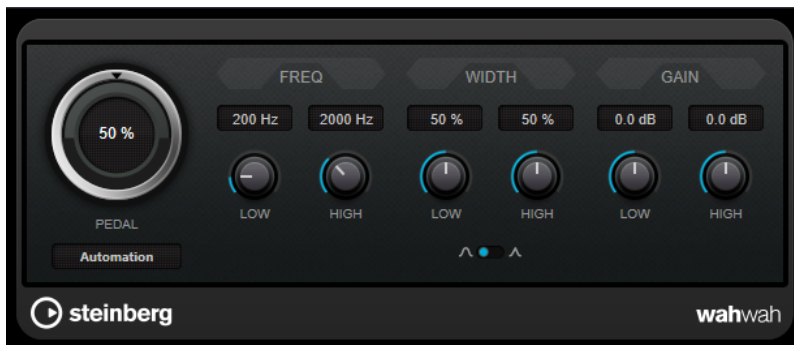 FREQ WIDTH GAIN
50 % 200 Hz 2000 Hz 50 % 50 % 0.0 dB 0.0 dB
LOW HIGH LOW HIGH LOW HIGH
PEDAL
Automation
steinberg wahwah